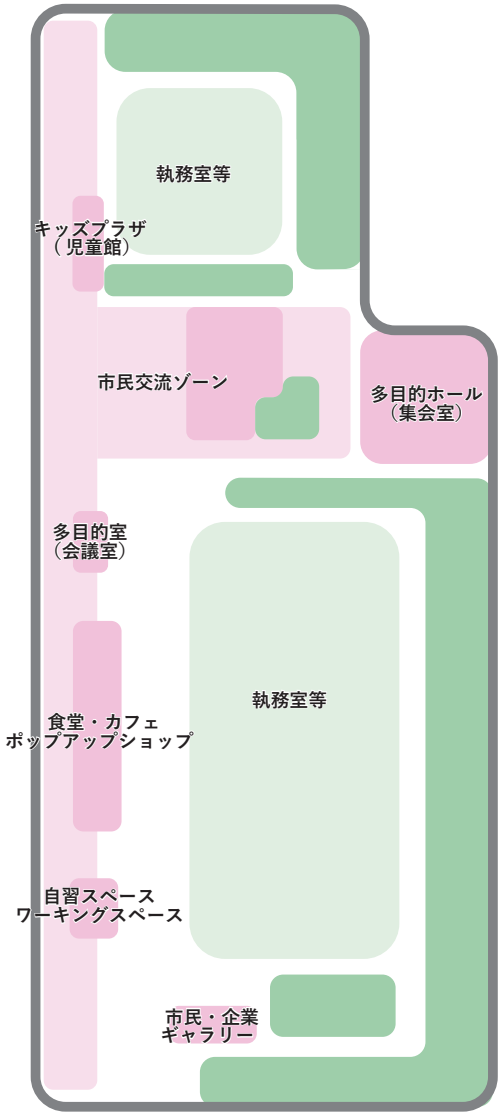 執務室等
キッズプラザ
（児童館）
市民交流ゾーン
多目的ホール
（集会室）
多目的室
（会議室）
執務室等
食堂・カフェ
ポップアップショップ
自習スペース
ワーキングスペース
市民・企業
ギャラリー